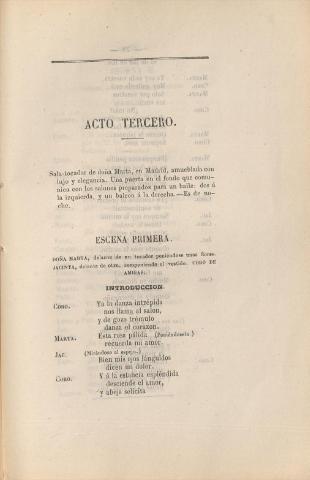 ACTO TERCERO.
Sala-tocador de doña Marta, en Madrid, amueblada con
lujo y elegancia. Una puerta en el fondo que comu-
nica con los salones preparados para un baile: dos á
la izquierda, y un balcon á la derecha.—Es de no-
che.
ESCENA PRIMERA.
DOÑA MARTA, delante de un tocador poniéndose unas flores.
JACINTA, delante de otro, componiendo el vestido. CORO DE
AMIGAS.
INTRODUCCION.
CORO. Ya la danza intrépida
nos llama al salon,
y de gozo trémulo
danza el corazon.
MARTA. Esta rosa pálida (Poniéndosela.)
recuerda mi amor.
JAC. (Mirándose al espejo.)
Bien mis ojos lánguidos
dicen mi dolor.
CORO. Y á la estancia espléndida
desciende el amor,
y abeja solícita